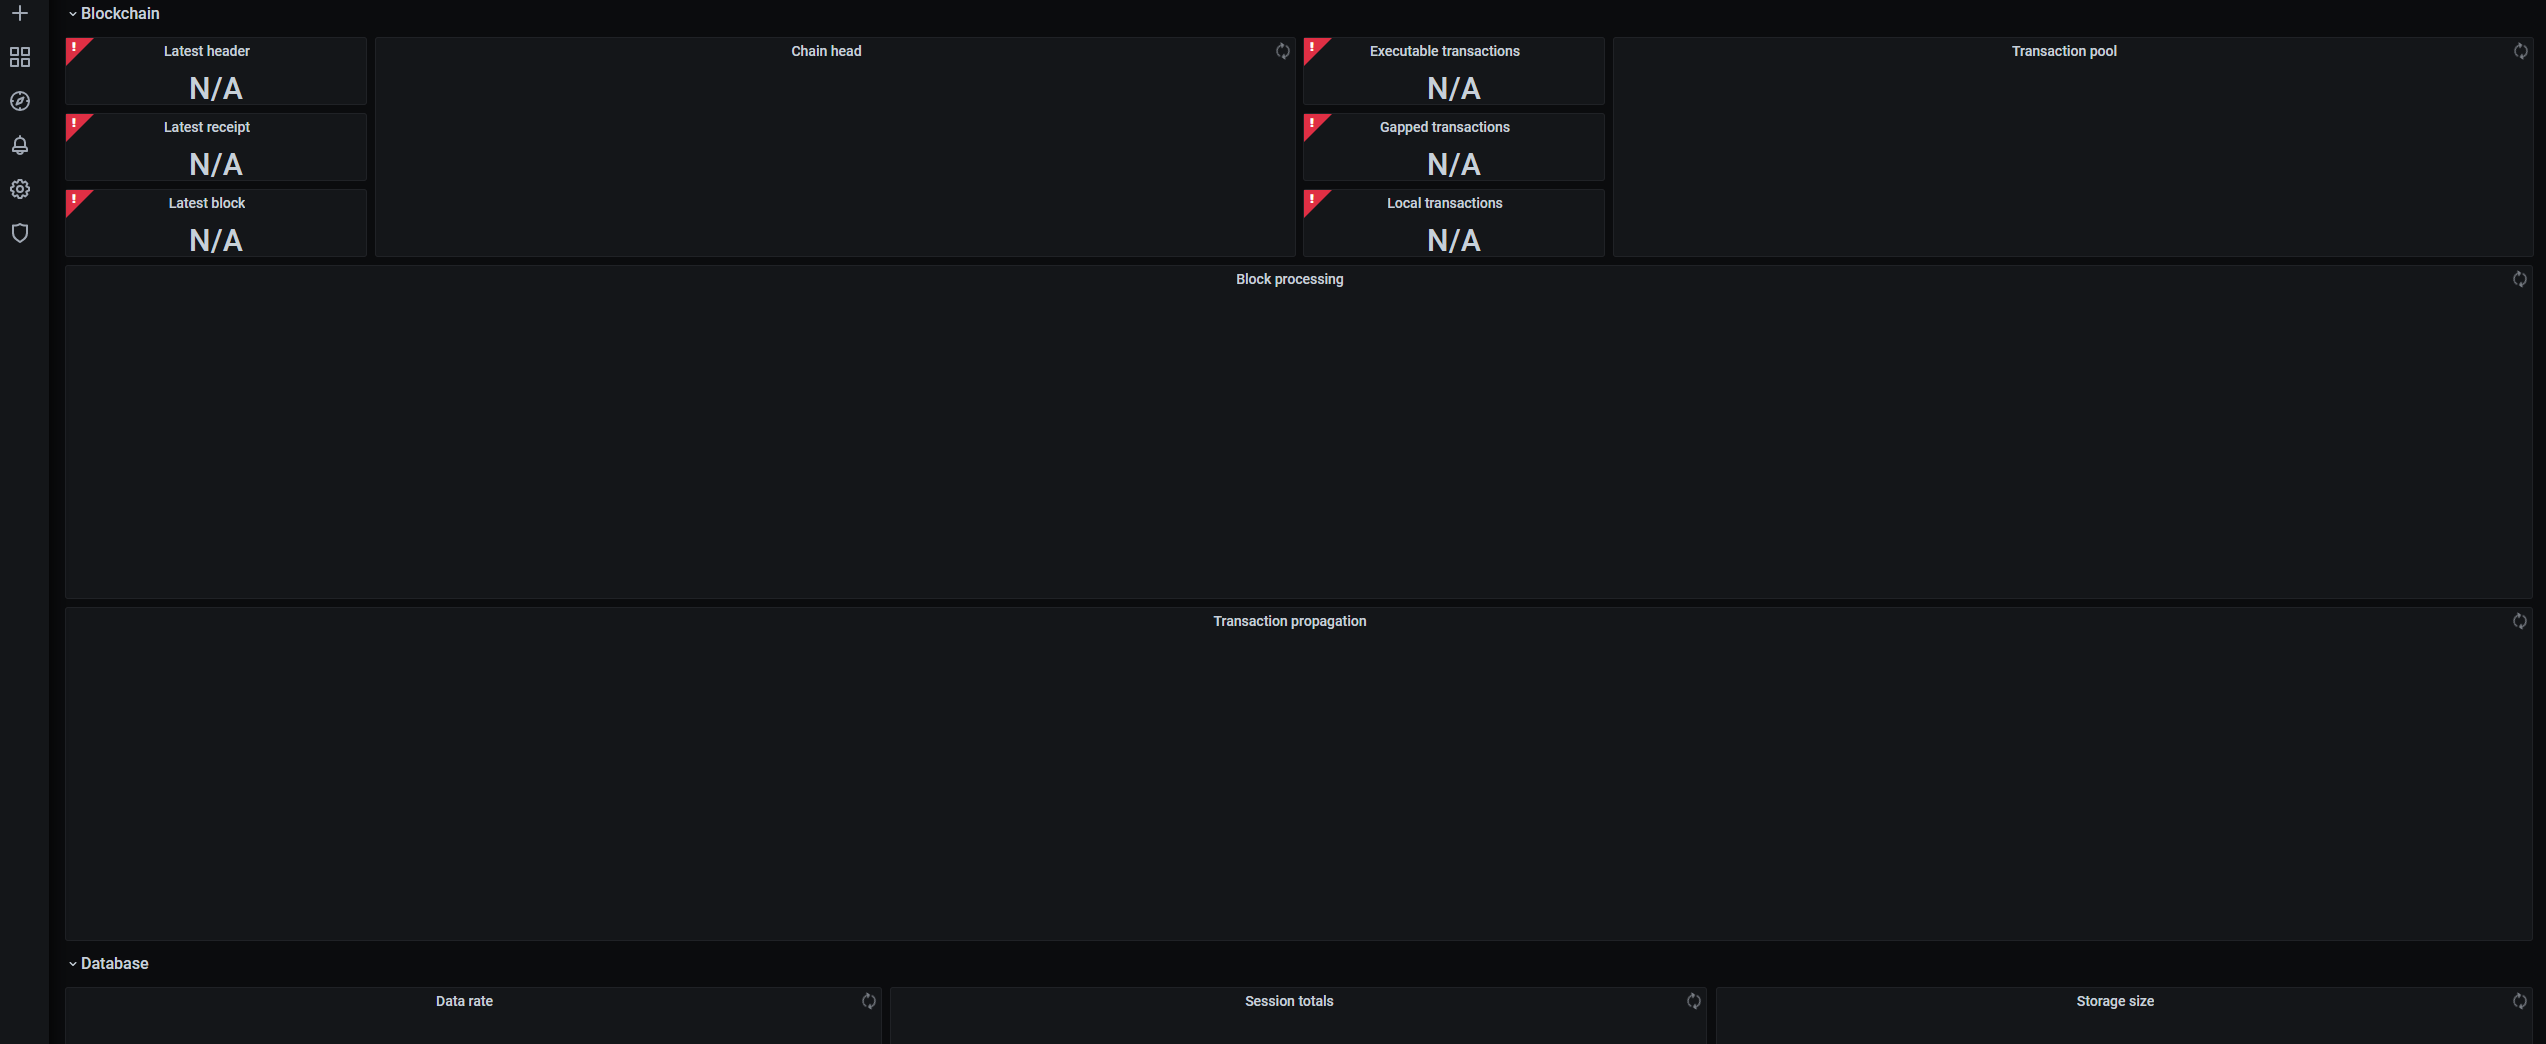 Blockchain
Latest header
N/A
Latest receipt
N/A
Latest block
N/A
Chain head
Executable transactions
N/A
Gapped transactions
N/A
Local transactions
N/A
Transaction pool
Block processing
Transaction propagation
Database
Data rate
Session totals
Storage size